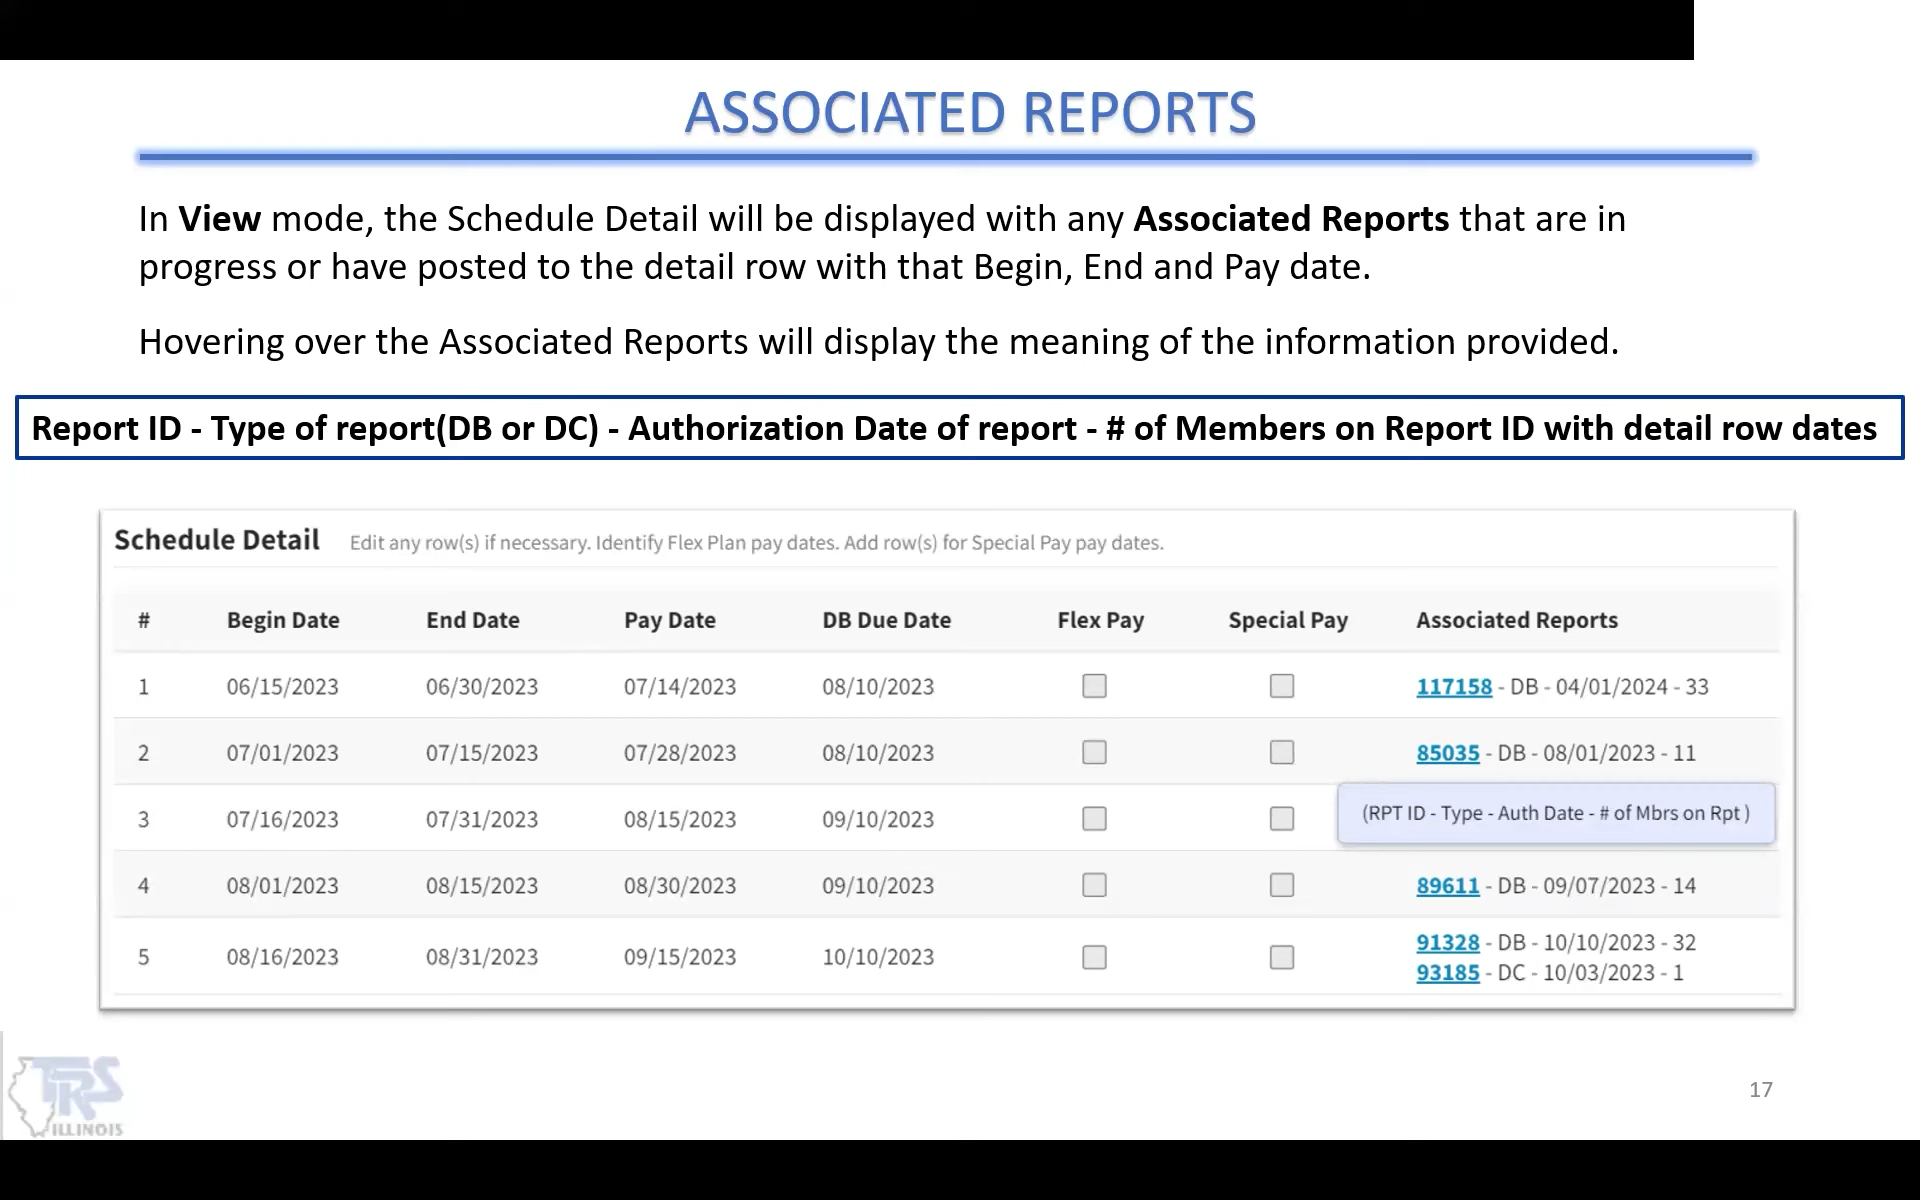 ASSOCIATED REPORTS
In View mode, the Schedule Detail will be displayed with any Associated Reports that are in
progress or have posted to the detail row with that Begin, End and Pay date.
Hovering over the Associated Reports will display the meaning of the information provided.
Report ID - Type of report(DB or DC) - Authorization Date of report - # of Members on Report ID with detail row dates
Schedule Detail Edit any row(s) if necessary. Identify Flex Plan pay dates. Add row(s) for Special Pay pay dates.
# Begin Date End Date Pay Date DB Due Date Flex Pay Special Pay Associated Reports
1 06/15/2023 06/30/2023 07/14/2023 08/10/2023 117158 - DB - 04/01/2024 - 33
2 07/01/2023 07/15/2023 07/28/2023 08/10/2023 85035 - DB - 08/01/2023 - 11
3 07/16/2023 07/31/2023 08/15/2023 09/10/2023 (RPT ID - Type - Auth Date - # of Mbrs on Rpt )
4 08/01/2023 08/15/2023 08/30/2023 09/10/2023 89611 - DB - 09/07/2023 - 14
5 08/16/2023 08/31/2023 09/15/2023 10/10/2023 91328 - DB - 10/10/2023 - 32
93185 - DC - 10/03/2023 - 1
TRS
ILLINOIS
17